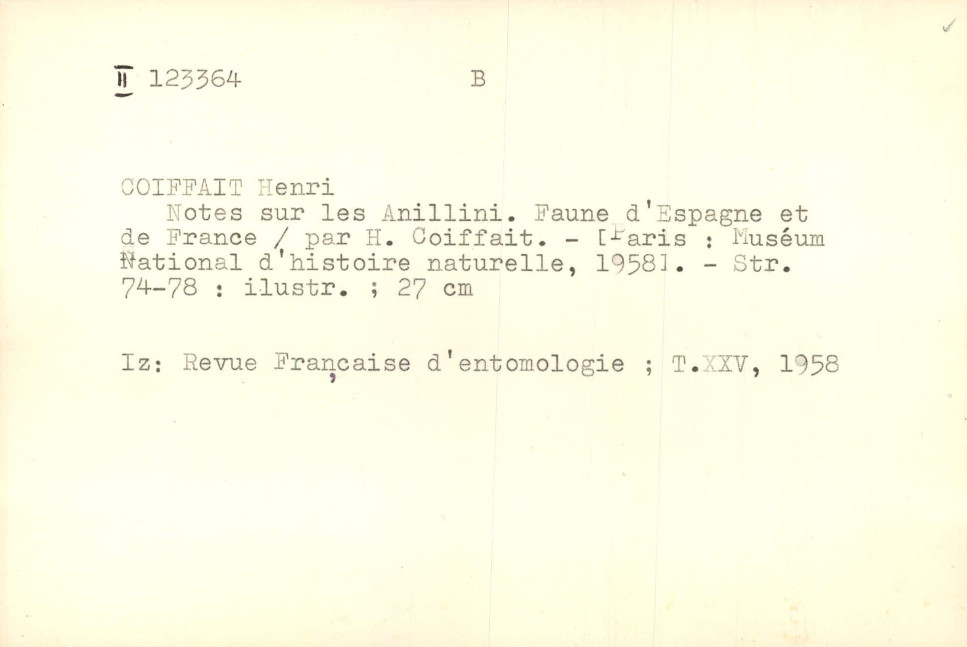 II 123364 B
COIFFAIT Henri
Notes sur les Anillini. Faune d'Espagne et
de France / par H. Coiffait. - [Paris : Muséum
National d'histoire naturelle, 1958]. - Str.
74-78 : ilustr. ; 27 cm
Iz: Revue Française d'entomologie ; T.XXV, 1958